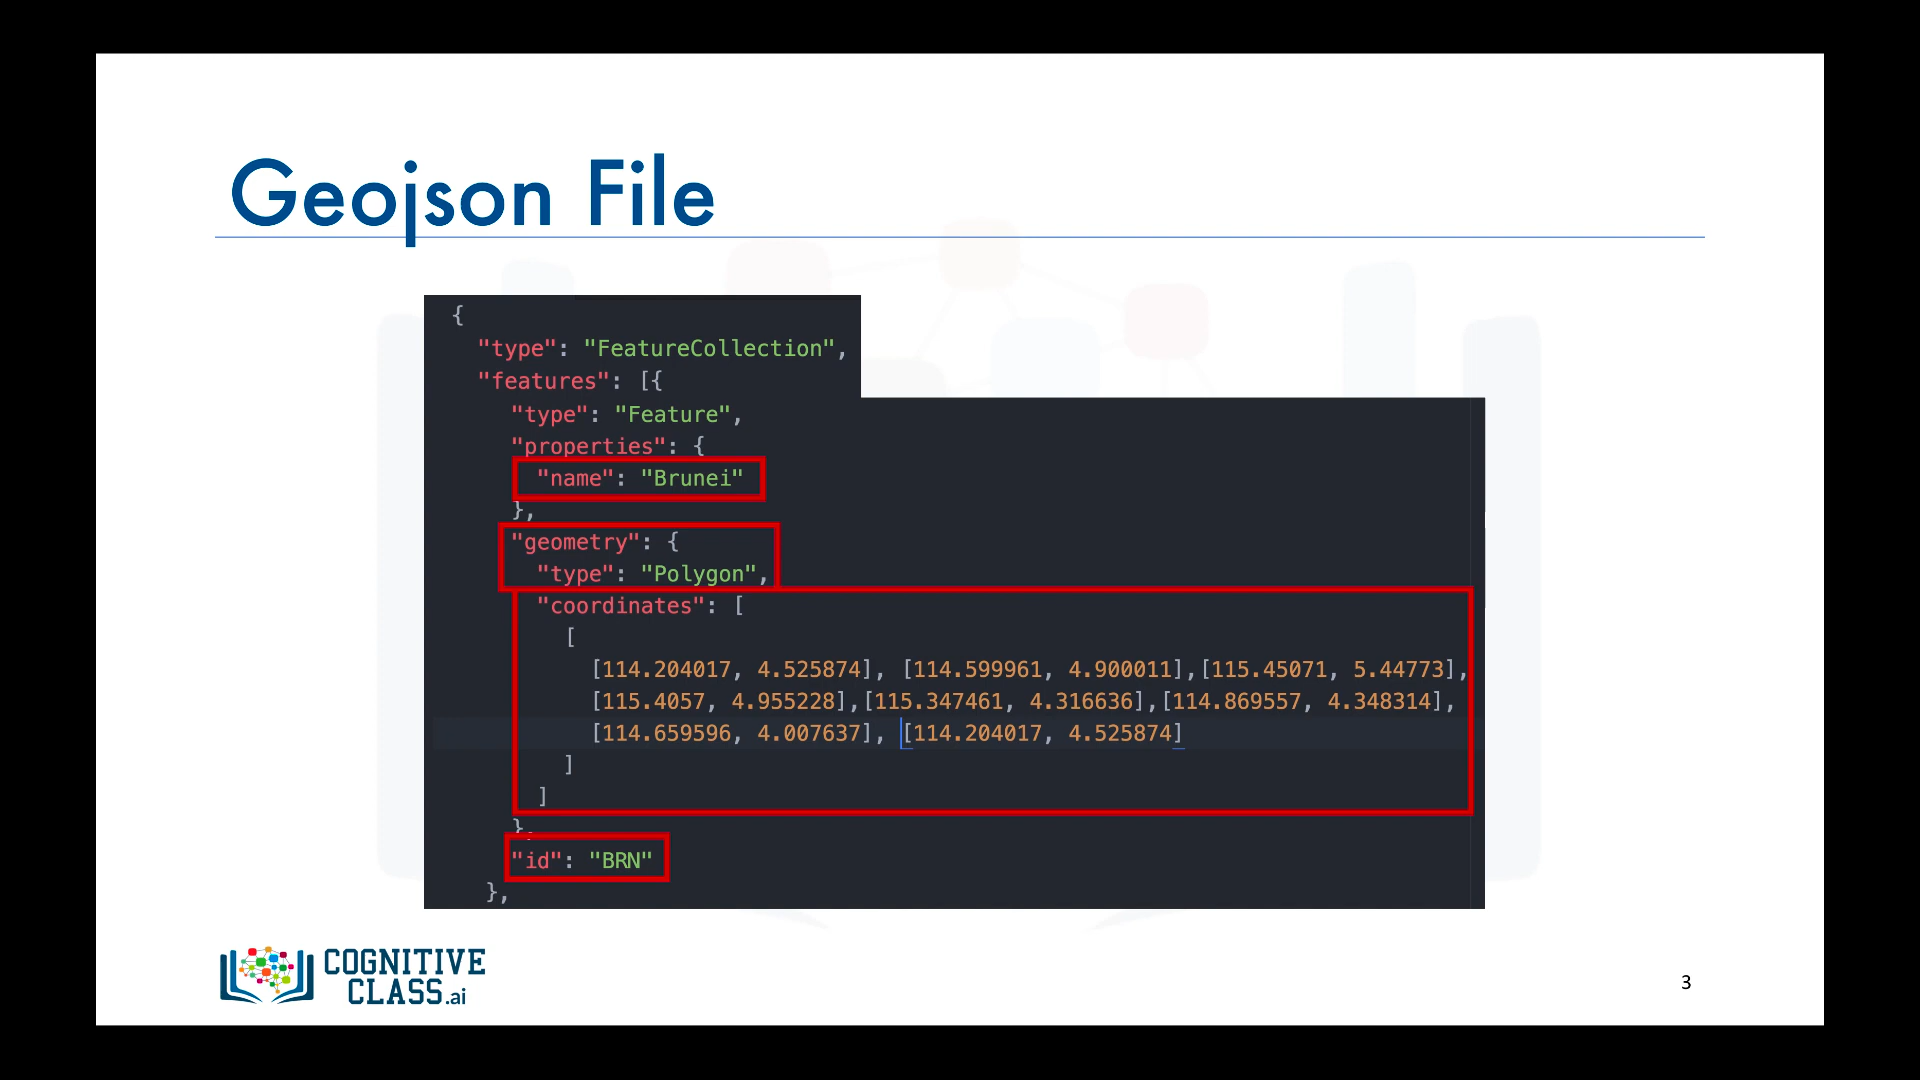 Geojson File
{
"type": "FeatureCollection",
"features": [{
"type": "Feature",
"properties": {
"name": "Brunei"
},
"geometry": {
"type": "Polygon",
"coordinates": [
[
[114.204017, 4.525874], [114.599961, 4.900011],[115.45071, 5.44773],
[115.4057, 4.955228],[115.347461, 4.316636],[114.869557, 4.348314],
[114.659596, 4.007637], [114.204017, 4.525874]
]
]
},
"id": "BRN"
},
COGNITIVE
CLASS.ai
3